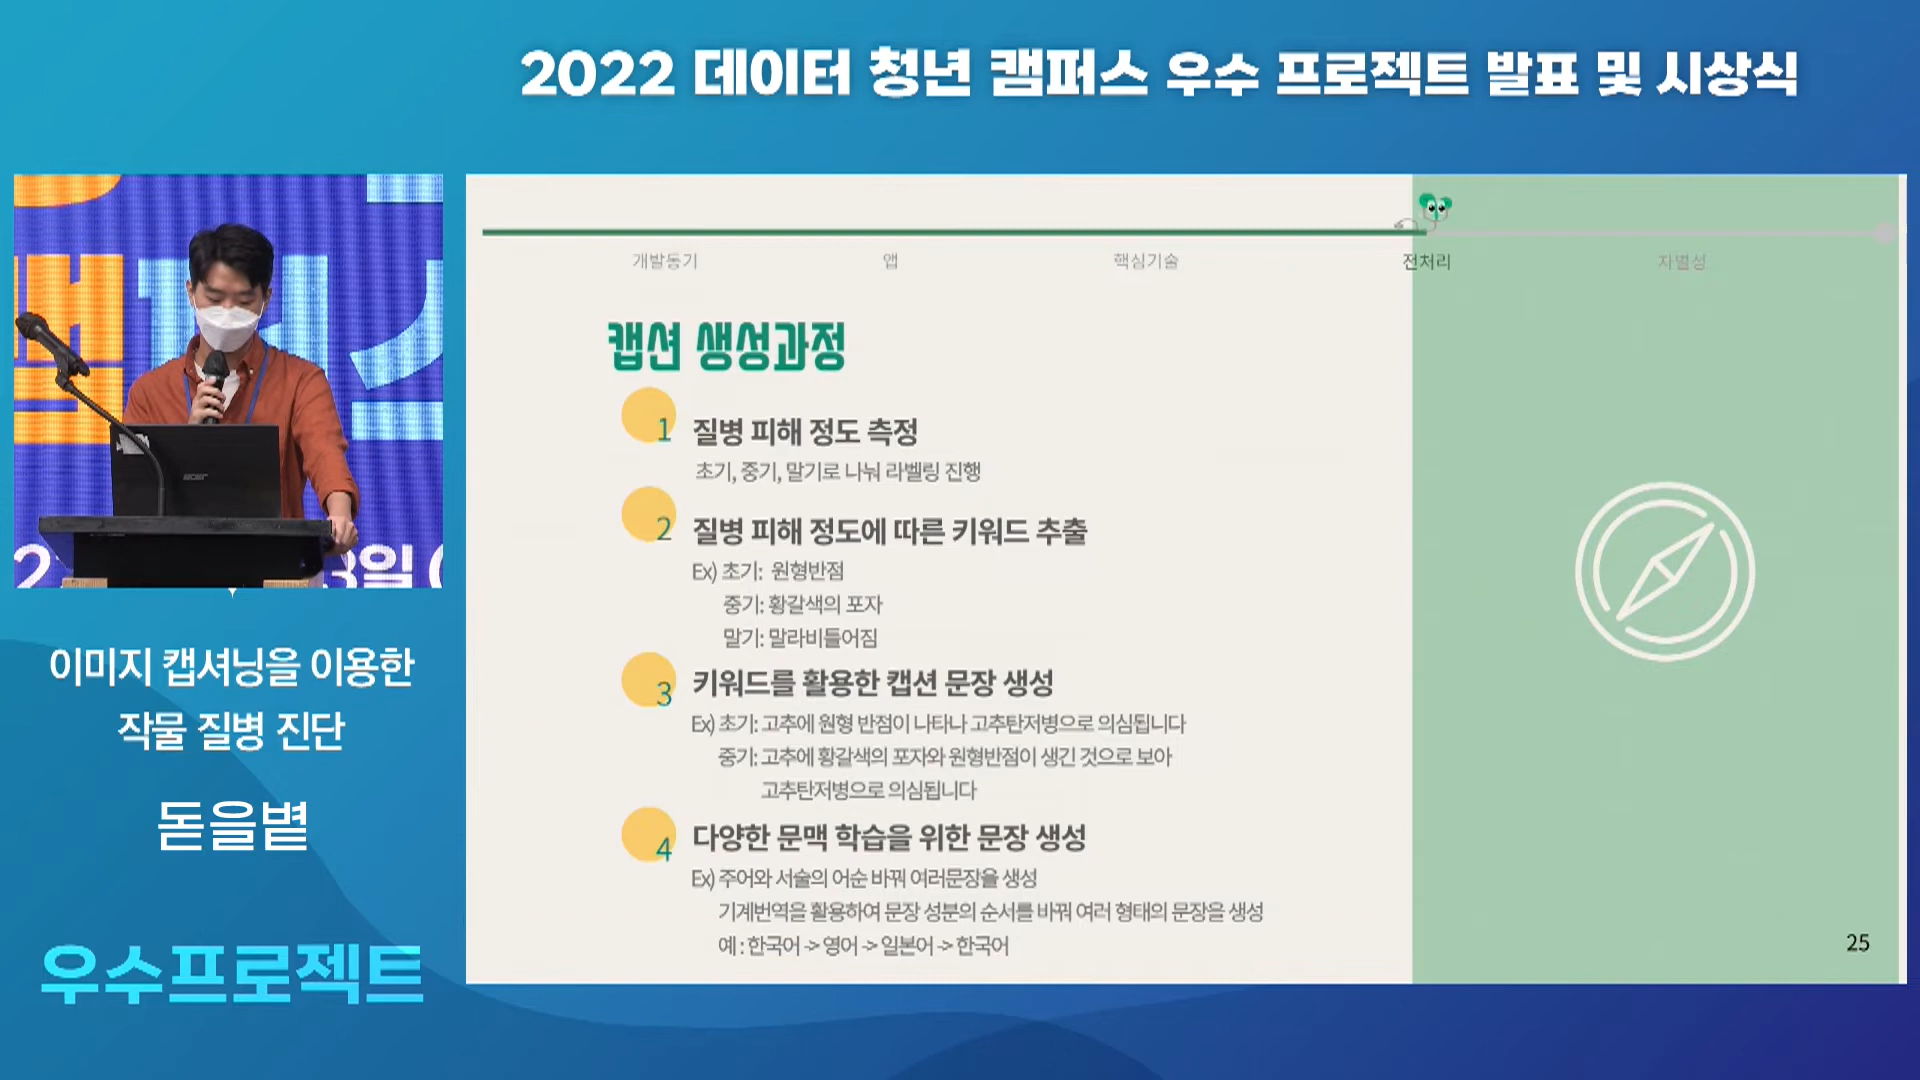 2022 데이터 청년 캠퍼스 우수 프로젝트 발표 및 시상식
개발동기
앱
핵심기술
전처리
차별성
캡션 생성과정
1 질병 피해 정도 측정
초기, 중기, 말기로 나눠 라벨링 진행
2 질병 피해 정도에 따른 키워드 추출
Ex) 초기: 원형반점
중기: 황갈색의 포자
말기: 말라비틀어짐
3 키워드를 활용한 캡션 문장 생성
Ex) 초기: 고추에 원형 반점이 나타나 고추탄저병으로 의심됩니다
중기: 고추에 황갈색의 포자와 원형반점이 생긴 것으로 보아
고추탄저병으로 의심됩니다
4 다양한 문맥 학습을 위한 문장 생성
Ex) 주어와 서술의 어순 바꿔 여러문장을 생성
기계번역을 활용하여 문장 성분의 순서를 바꿔 여러 형태의 문장을 생성
예 : 한국어 -> 영어 -> 일본어 -> 한국어
25
acer
3일 (
이미지 캡셔닝을 이용한
작물 질병 진단
돋을볕
우수프로젝트